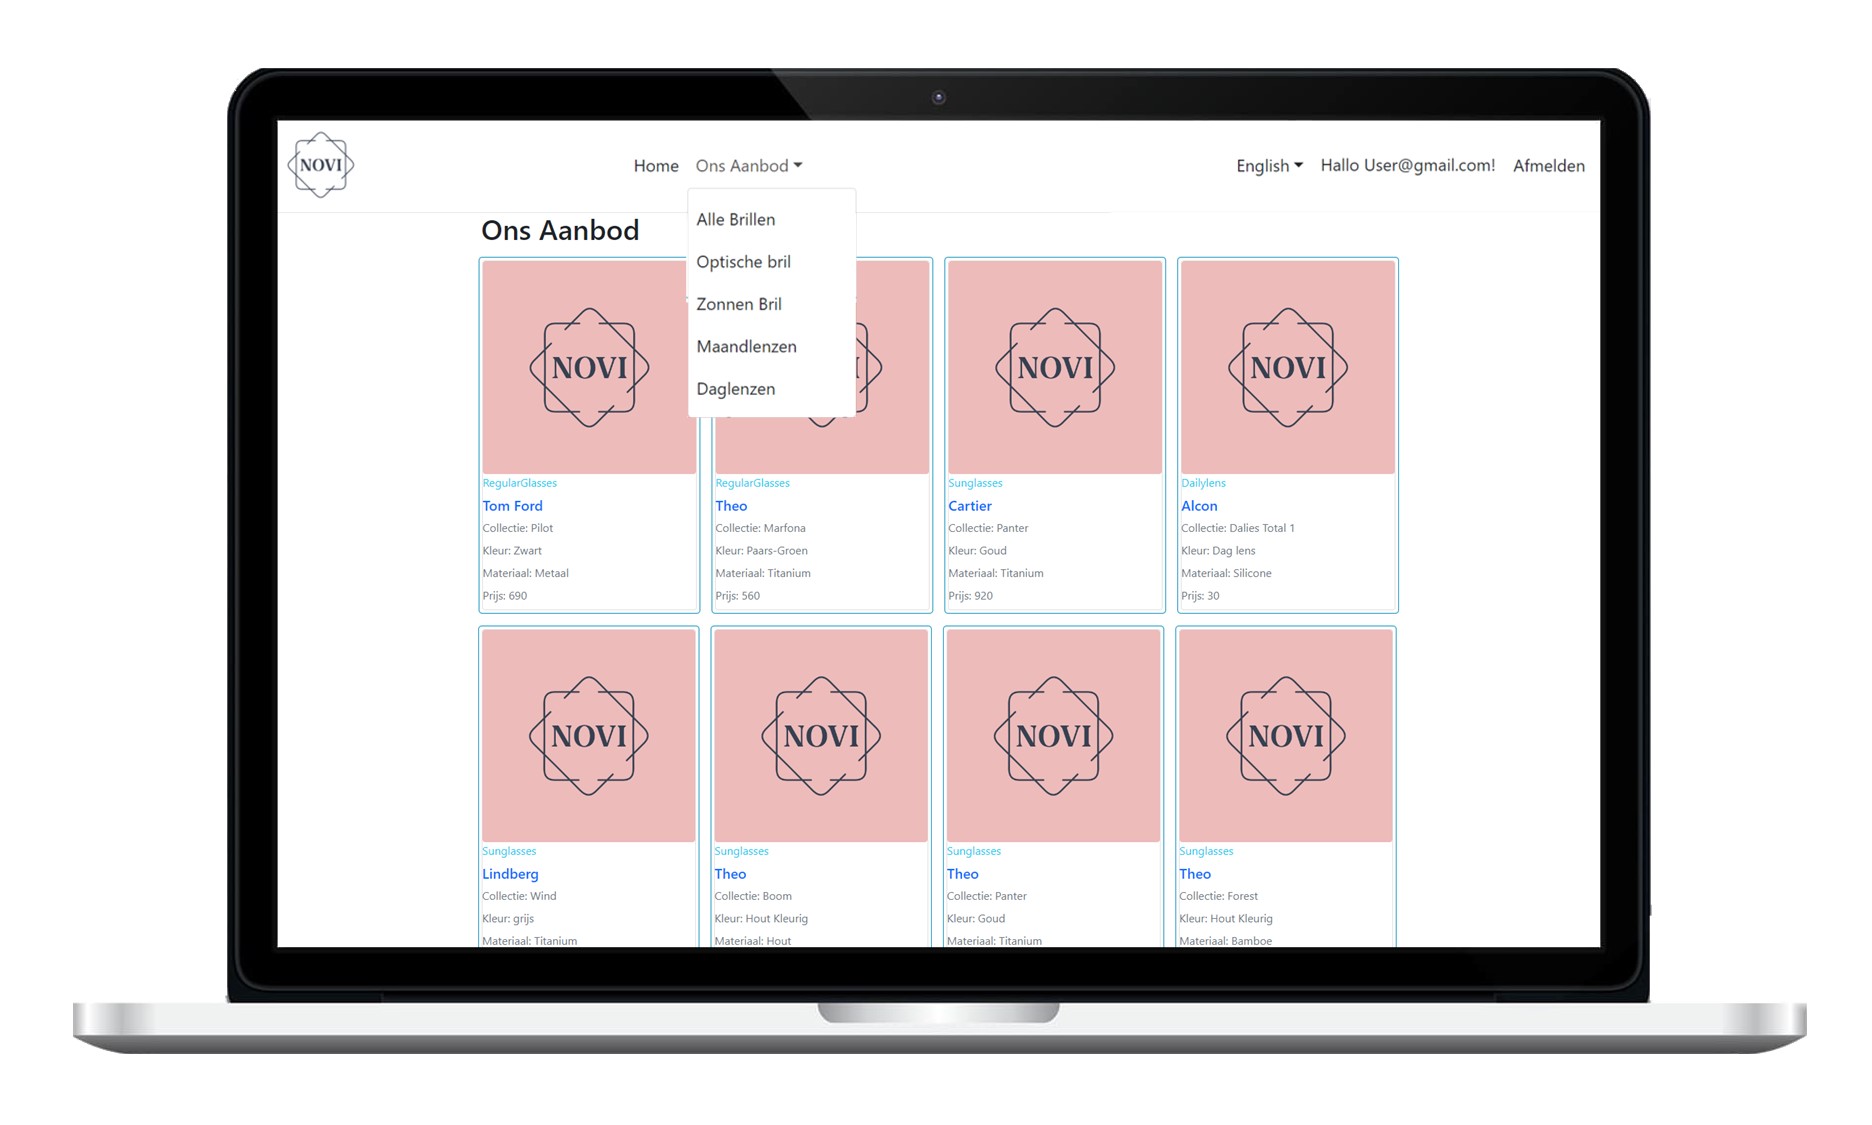 NOVI
Home Ons Aanbod English Hallo User@gmail.com! Afmelden
Alle Brillen
Optische bril
Zonnen Bril
Maandlenzen
Daglenzen
Ons Aanbod
NOVI
NOVI
NOVI
RegularGlasses
Tom Ford
Collectie: Pilot
Kleur: Zwart
Materiaal: Metaal
Prijs: 690
RegularGlasses
Theo
Collectie: Marfona
Kleur: Paars-Groen
Materiaal: Titanium
Prijs: 560
Sunglasses
Cartier
Collectie: Panter
Kleur: Goud
Materiaal: Titanium
Prijs: 920
Dailylens
Alcon
Collectie: Dalies Total 1
Kleur: Dag lens
Materiaal: Silicone
Prijs: 30
NOVI
NOVI
NOVI
NOVI
Sunglasses
Lindberg
Collectie: Wind
Kleur: grijs
Materiaal: Titanium
Sunglasses
Theo
Collectie: Boom
Kleur: Hout Kleurig
Materiaal: Hout
Sunglasses
Theo
Collectie: Panter
Kleur: Goud
Materiaal: Titanium
Sunglasses
Theo
Collectie: Forest
Kleur: Hout Kleurig
Materiaal: Bamboe